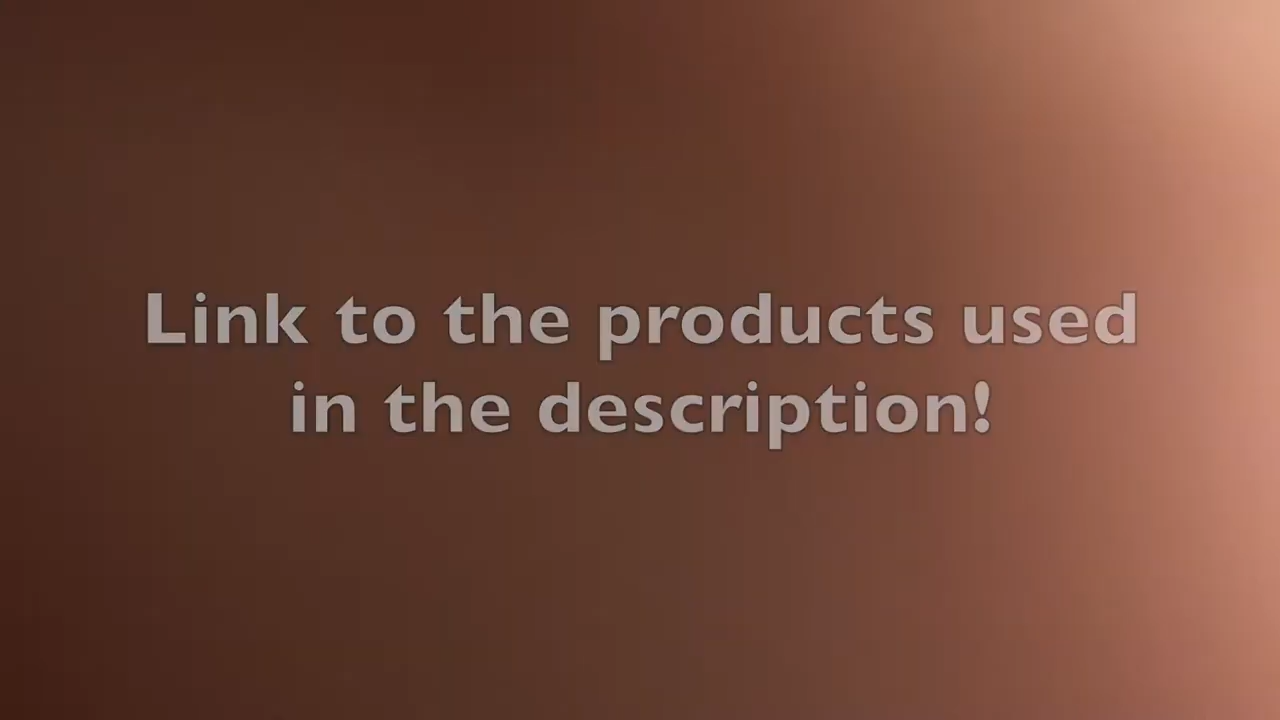 Link to the products used
in the description!